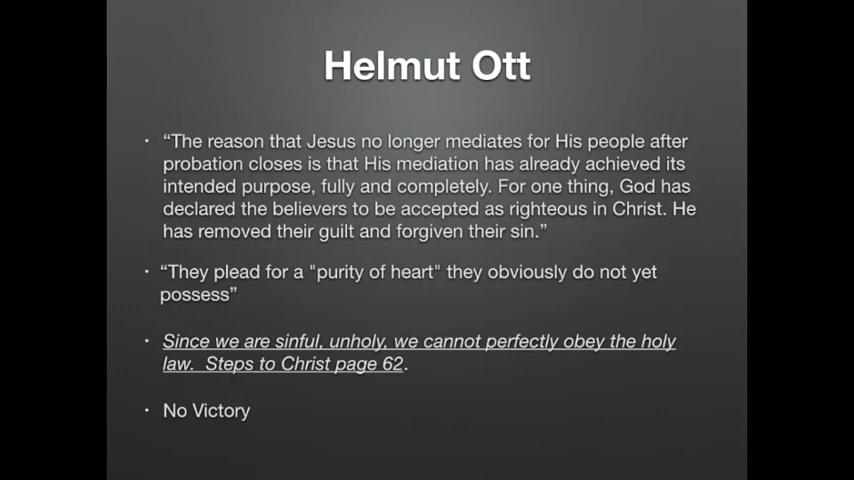 Helmut Ott
• “The reason that Jesus no longer mediates for His people after
probation closes is that His mediation has already achieved its
intended purpose, fully and completely. For one thing, God has
declared the believers to be accepted as righteous in Christ. He
has removed their guilt and forgiven their sin.”
• “They plead for a "purity of heart" they obviously do not yet
possess”
• Since we are sinful, unholy, we cannot perfectly obey the holy
law.  Steps to Christ page 62.
• No Victory